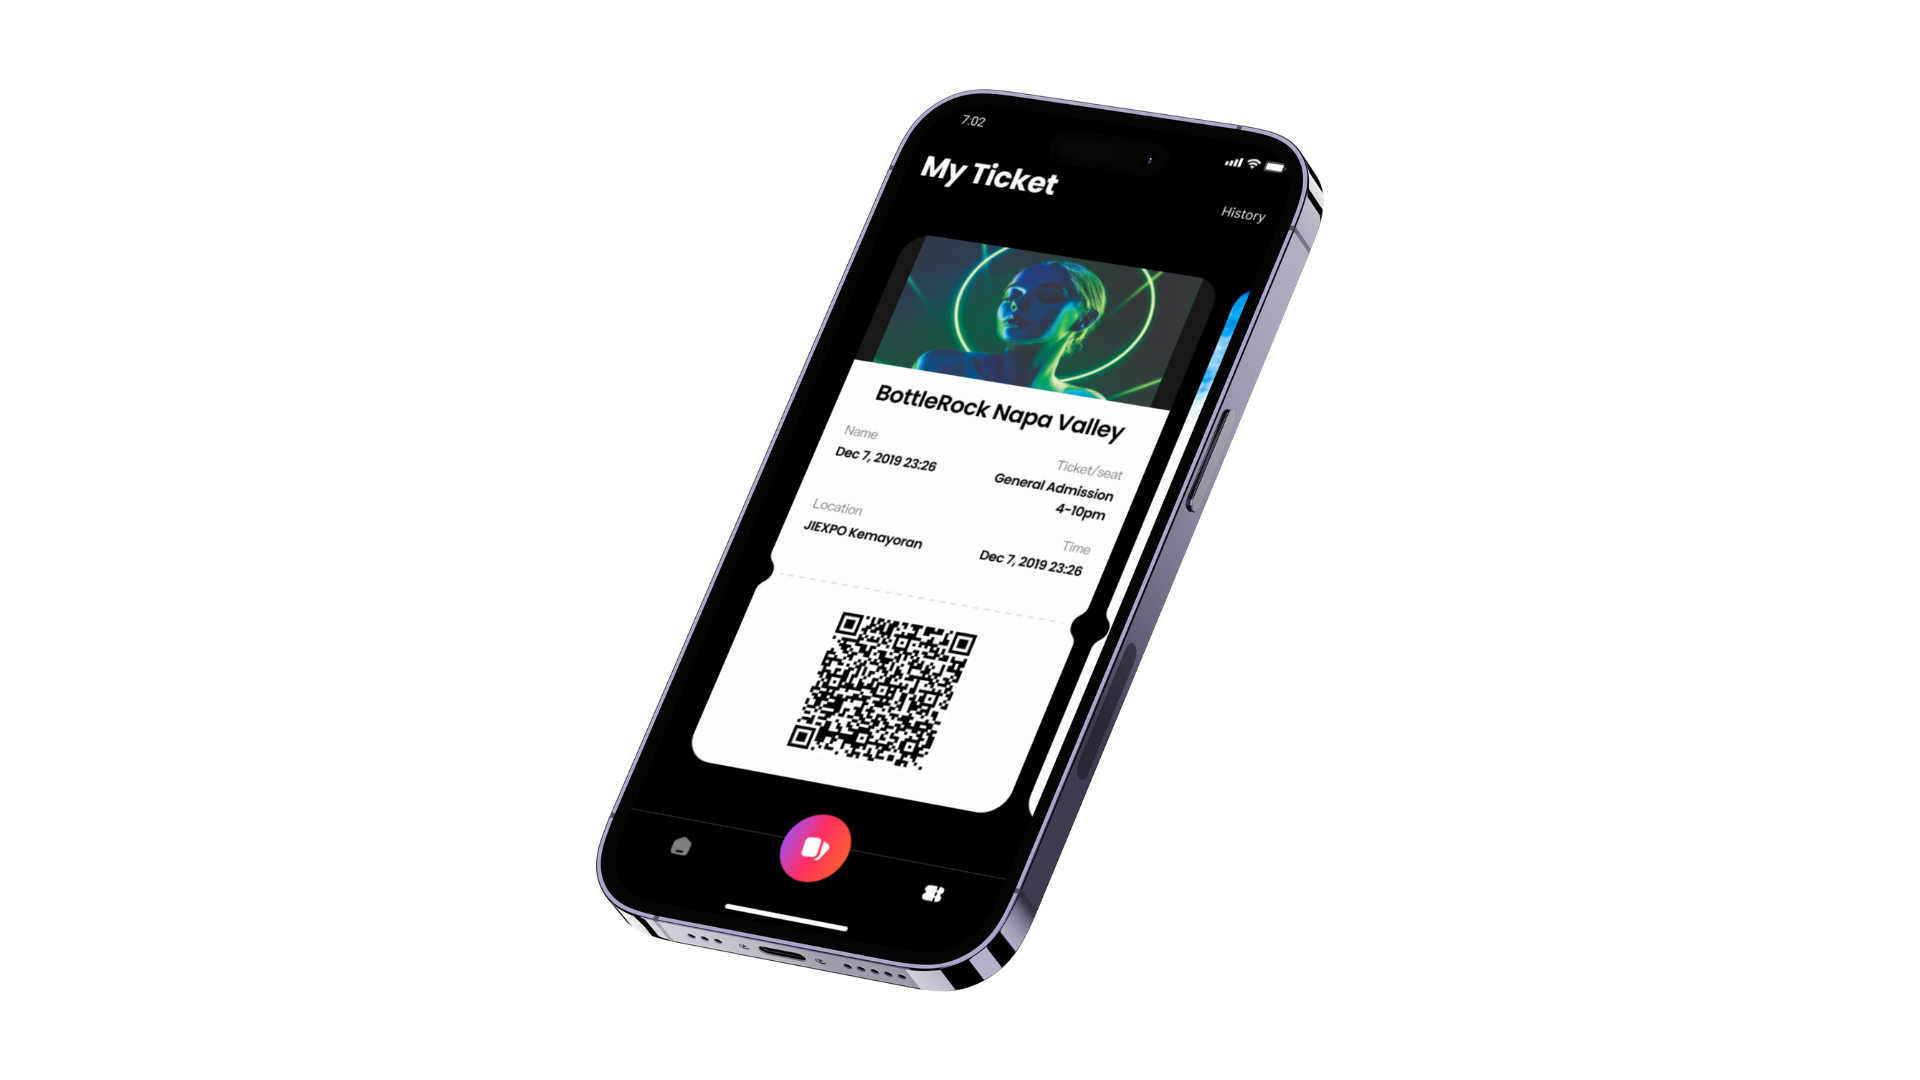 7:02
My Ticket
History
BottleRock Napa Valley
Name
Dec 7, 2019 23:26
Ticket/seat
General Admission
4-10pm
Location
JIEXPO Kemayoran
Time
Dec 7, 2019 23:26